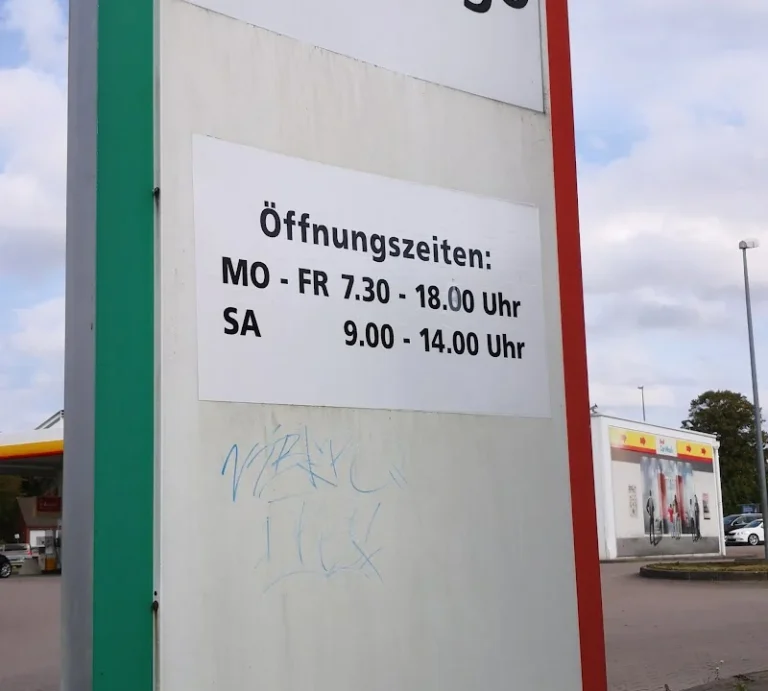 Öffnungszeiten:
MO - FR 7.30 - 18.00 Uhr
SA 9.00 - 14.00 Uhr